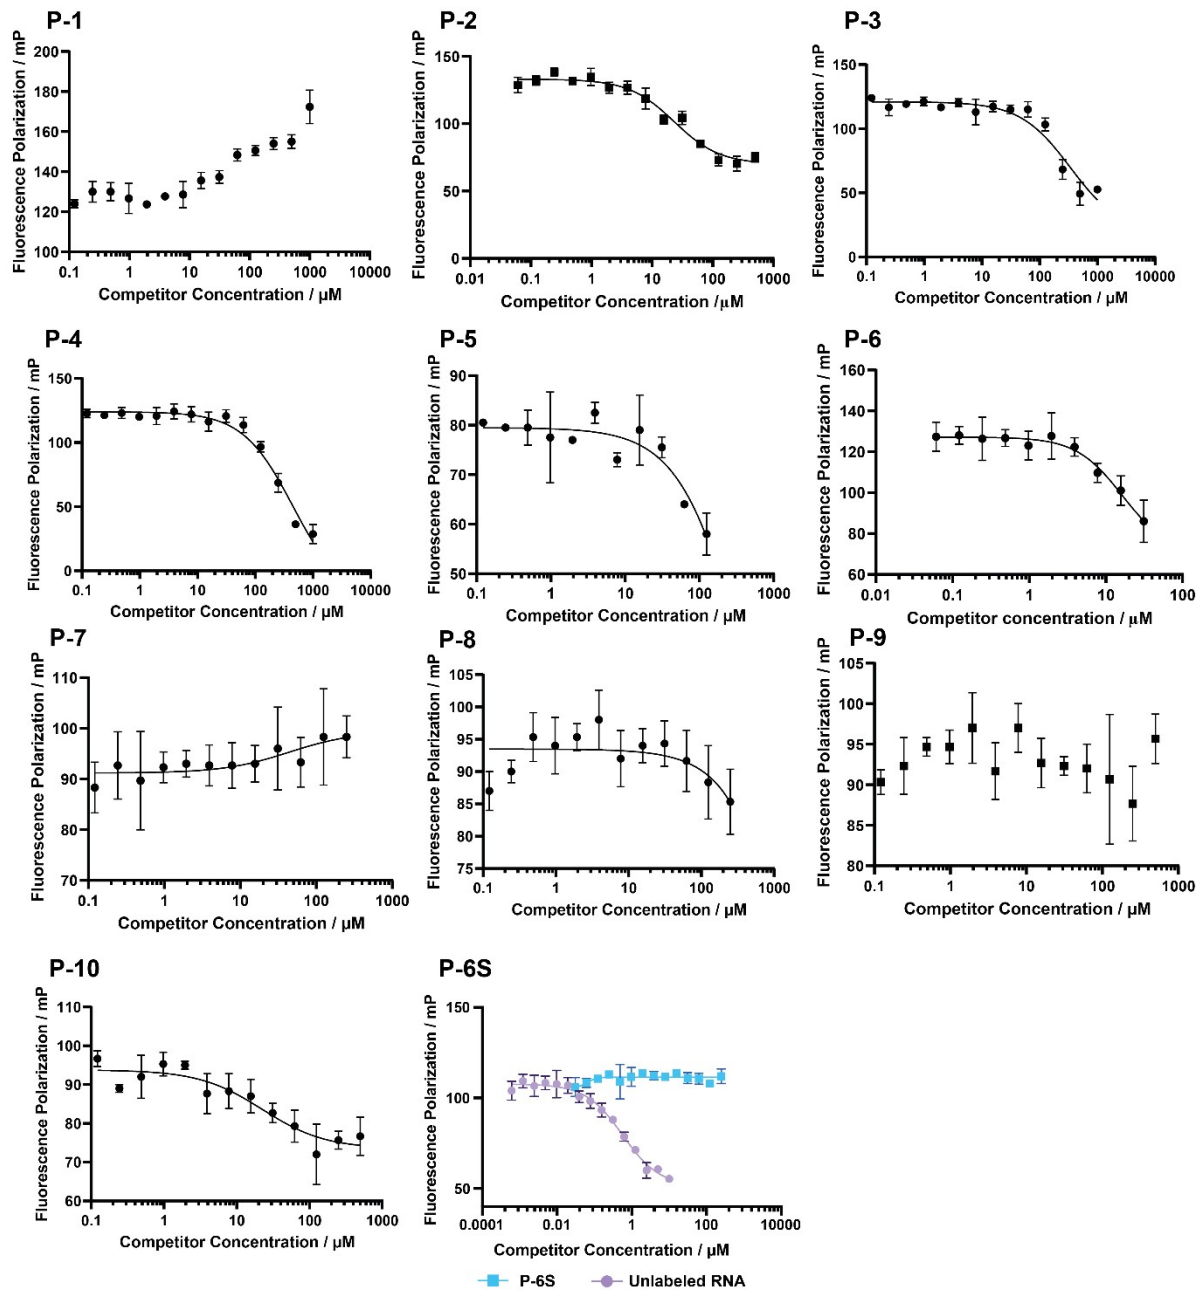 P-1
Fluorescence Polarization / mP
200
180
160
140
120
100
0.1 1 10 100 1000 10000
Competitor Concentration / µM
P-2
Fluorescence Polarization / mP
150
100
50
0
0.01 0.1 1 10 100 1000
Competitor Concentration /µM
P-3
Fluorescence Polarization / mP
150
100
50
0
0.1 1 10 100 1000 10000
Competitor Concentration / µM
P-4
Fluorescence Polarization / mP
150
100
50
0
0.1 1 10 100 1000 10000
Competitor Concentration / µM
P-5
Fluorescence Polarization / mP
90
80
70
60
50
0.1 1 10 100 1000
Competitor Concentration / µM
P-6
Fluorescence Polarization / mP
160
140
120
100
80
60
0.01 0.1 1 10 100
Competitor concentration / µM
P-7
Fluorescence Polarization / mP
110
100
90
80
70
0.1 1 10 100 1000
Competitor Concentration / µM
P-8
Fluorescence Polarization / mP
105
100
95
90
85
80
75
0.1 1 10 100 1000
Competitor Concentration / µM
P-9
Fluorescence Polarization / mP
105
100
95
90
85
80
0.1 1 10 100 1000
Competitor Concentration / µM
P-10
Fluorescence Polarization / mP
110
100
90
80
70
60
0.1 1 10 100 1000
Competitor Concentration / µM
P-6S
Fluorescence Polarization / mP
150
100
50
0.0001 0.01 1 100 10000
Competitor Concentration / µM
P-6S Unlabeled RNA